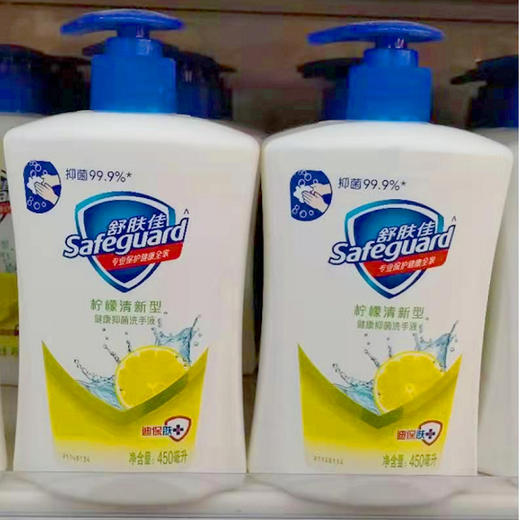 抑菌99.9%*
舒肤佳
Safeguard
专业保护健康全家
柠檬清新型
健康抑菌洗手液
迪保肤
净含量:450毫升
抑菌99.9%*
舒肤佳
Safeguard
专业保护健康全家
柠檬清新型
健康抑菌洗手液
迪保肤
净含量:450毫升